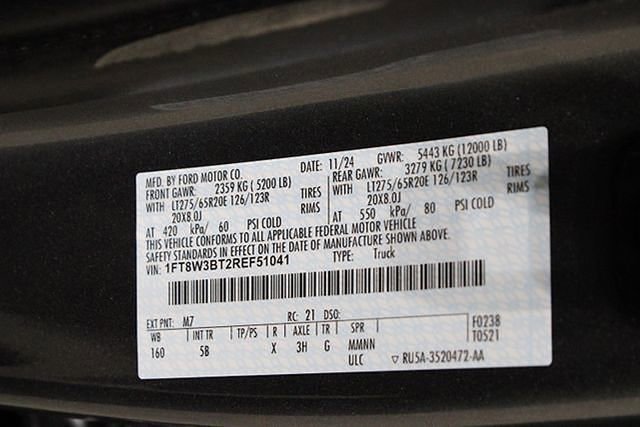 MFD. BY FORD MOTOR CO. DATE: 11/24 GVWR: 5443 KG (12000 LB)
FRONT GAWR: 2359 KG (5200 LB) REAR GAWR: 3279 KG (7230 LB)
WITH LT275/65R20E 126/123R TIRES WITH LT275/65R20E 126/123R TIRES
20X8.0J RIMS 20X8.0J RIMS
AT 420 kPa/ 60 PSI COLD AT 550 kPa/ 80 PSI COLD
THIS VEHICLE CONFORMS TO ALL APPLICABLE FEDERAL MOTOR VEHICLE
SAFETY STANDARDS IN EFFECT ON THE DATE OF MANUFACTURE SHOWN ABOVE.
VIN: 1FT8W3BT2REF51041 TYPE: Truck
EXT PNT: M7 RC: 21 DSO: F0238
WB INT TR TP/PS R AXLE TR SPR T0521
160 5B X 3H G MMNN
ULC ▽ RU5A-3520472-AA